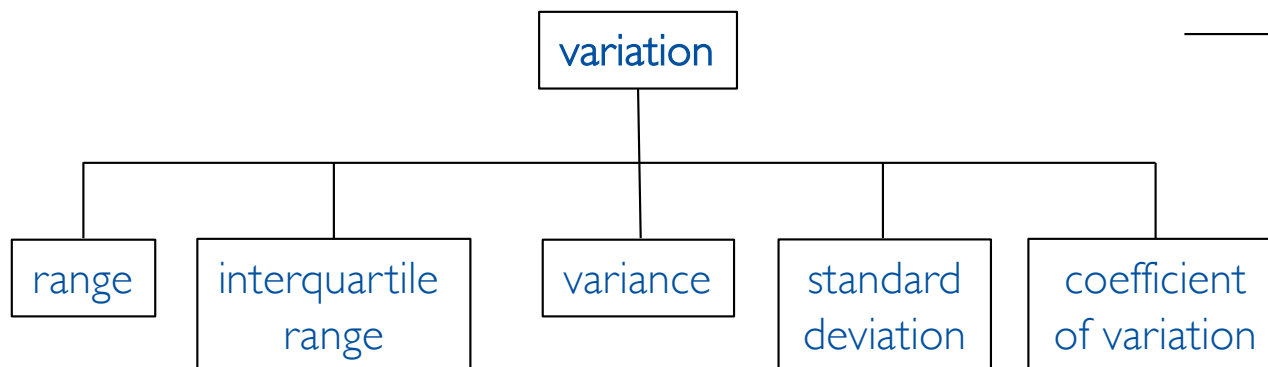 variation
range
interquartile
range
variance
standard
deviation
coefficient
of variation